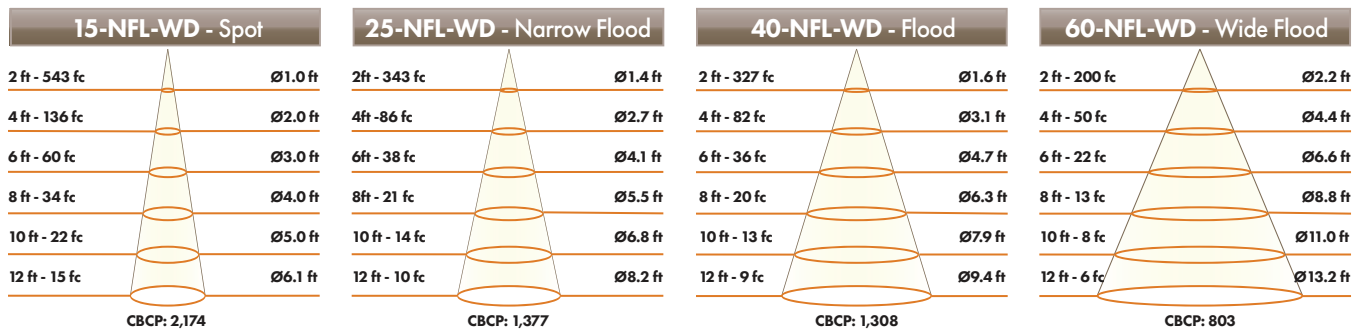 15-NFL-WD - Spot
2 ft - 543 fc Ø1.0 ft
4 ft - 136 fc Ø2.0 ft
6 ft - 60 fc Ø3.0 ft
8 ft - 34 fc Ø4.0 ft
10 ft - 22 fc Ø5.0 ft
12 ft - 15 fc Ø6.1 ft
CBCP: 2,174
25-NFL-WD - Narrow Flood
2ft - 343 fc Ø1.4 ft
4ft-86 fc Ø2.7 ft
6ft - 38 fc Ø4.1 ft
8ft - 21 fc Ø5.5 ft
10 ft - 14 fc Ø6.8 ft
12 ft - 10 fc Ø8.2 ft
CBCP: 1,377
40-NFL-WD - Flood
2 ft - 327 fc Ø1.6 ft
4 ft - 82 fc Ø3.1 ft
6 ft - 36 fc Ø4.7 ft
8 ft - 20 fc Ø6.3 ft
10 ft - 13 fc Ø7.9 ft
12 ft - 9 fc Ø9.4 ft
CBCP: 1,308
60-NFL-WD - Wide Flood
2 ft - 200 fc Ø2.2 ft
4 ft - 50 fc Ø4.4 ft
6 ft - 22 fc Ø6.6 ft
8 ft - 13 fc Ø8.8 ft
10 ft - 8 fc Ø11.0 ft
12 ft - 6 fc Ø13.2 ft
CBCP: 803